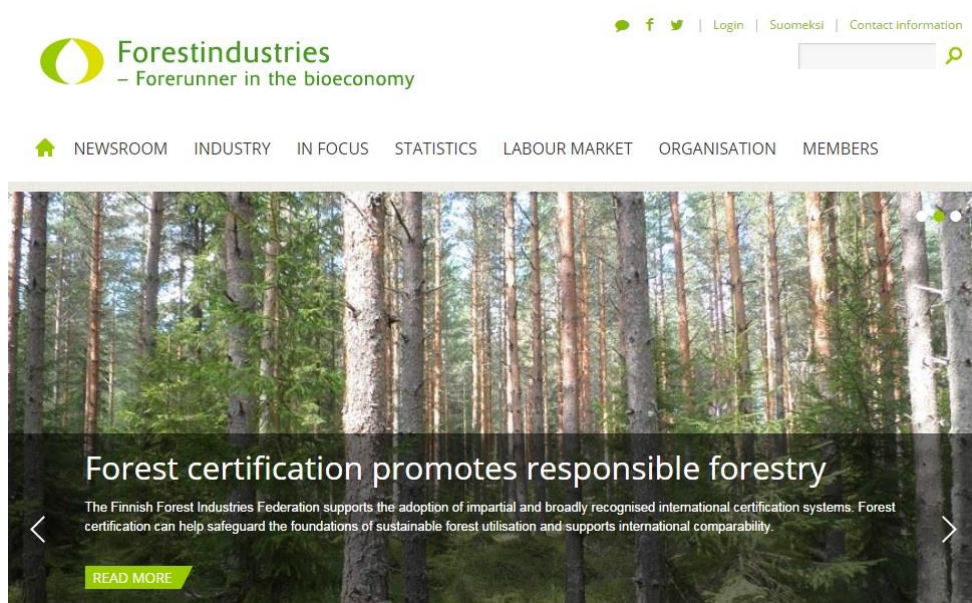 Login | Suomeksi | Contact information
Forestindustries
– Forerunner in the bioeconomy
NEWSROOM INDUSTRY IN FOCUS STATISTICS LABOUR MARKET ORGANISATION MEMBERS
Forest certification promotes responsible forestry
The Finnish Forest Industries Federation supports the adoption of impartial and broadly recognised international certification systems. Forest
certification can help safeguard the foundations of sustainable forest utilisation and supports international comparability.
READ MORE